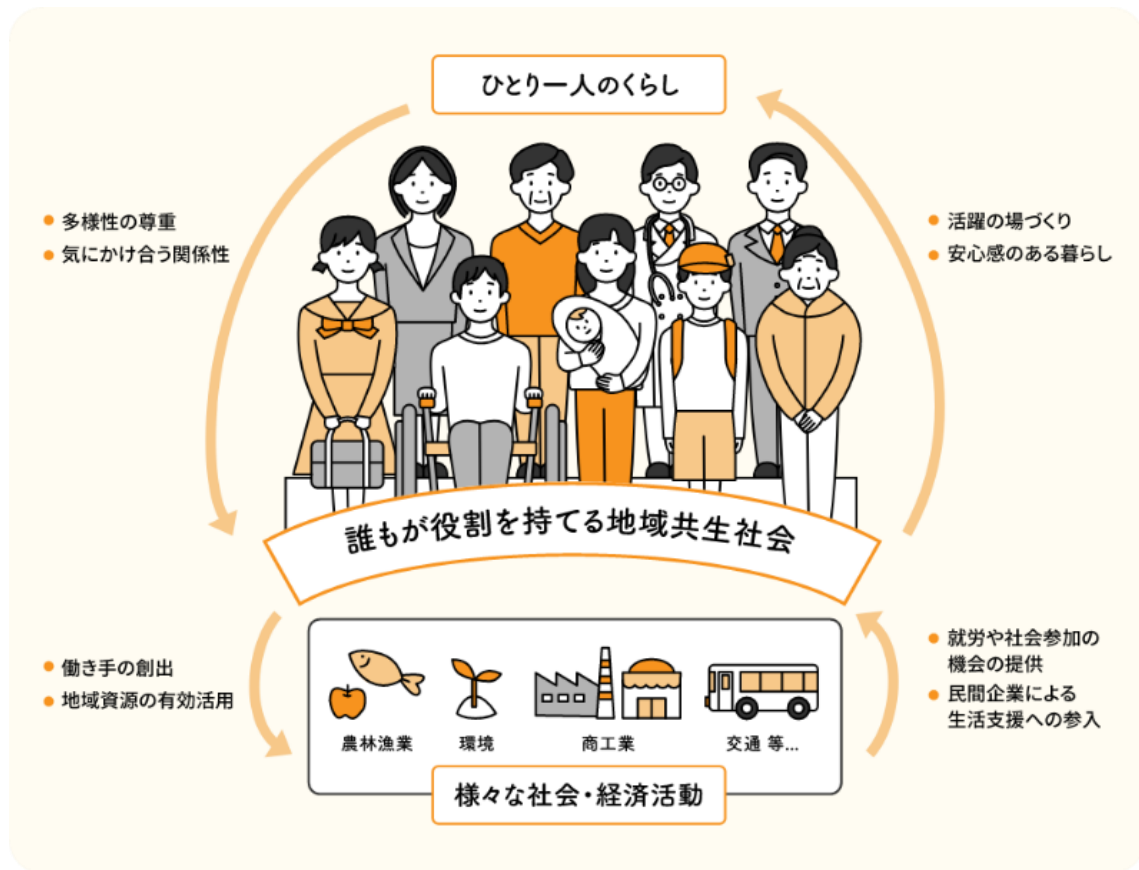 ひとり一人のくらし
多様性の尊重
気にかけ合う関係性
活躍の場づくり
安心感のある暮らし
誰もが役割を持てる地域共生社会
働き手の創出
地域資源の有効活用
就労や社会参加の
機会の提供
民間企業による
生活支援への参入
農林漁業
環境
商工業
交通 等...
様々な社会・経済活動